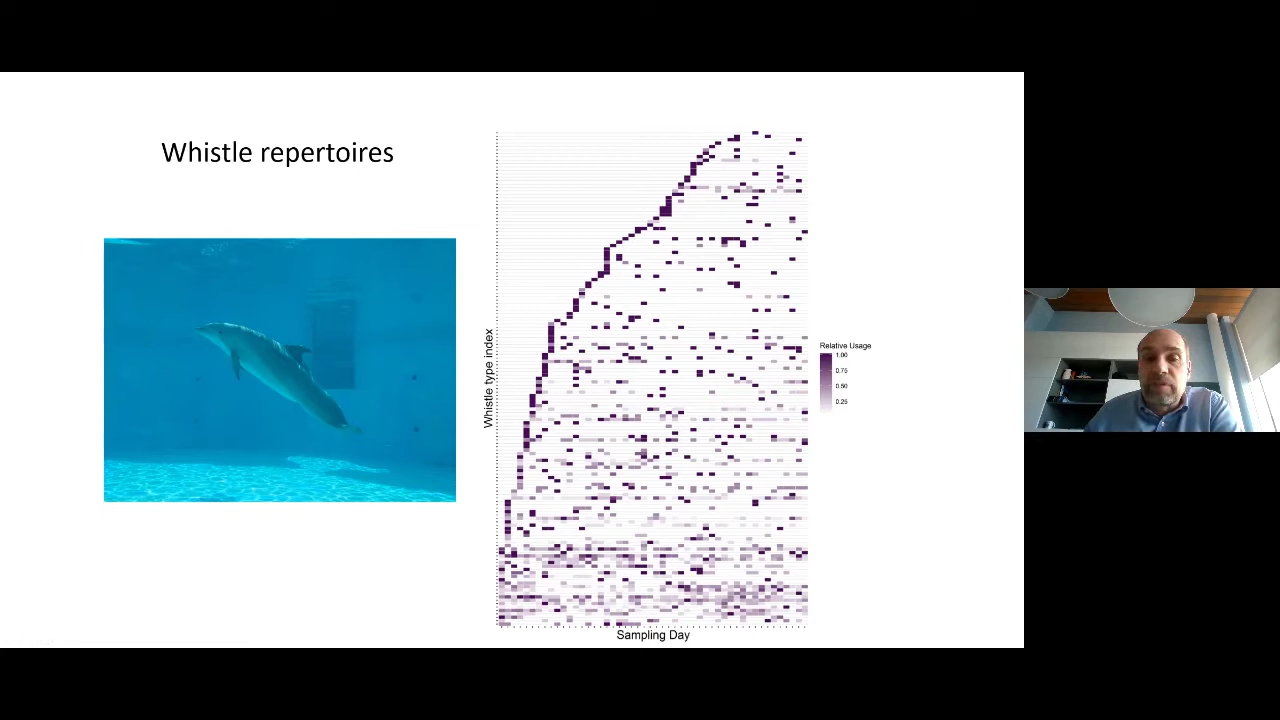 Whistle repertoires
Whistle type index
Sampling Day
Relative Usage
1.00
0.75
0.50
0.25